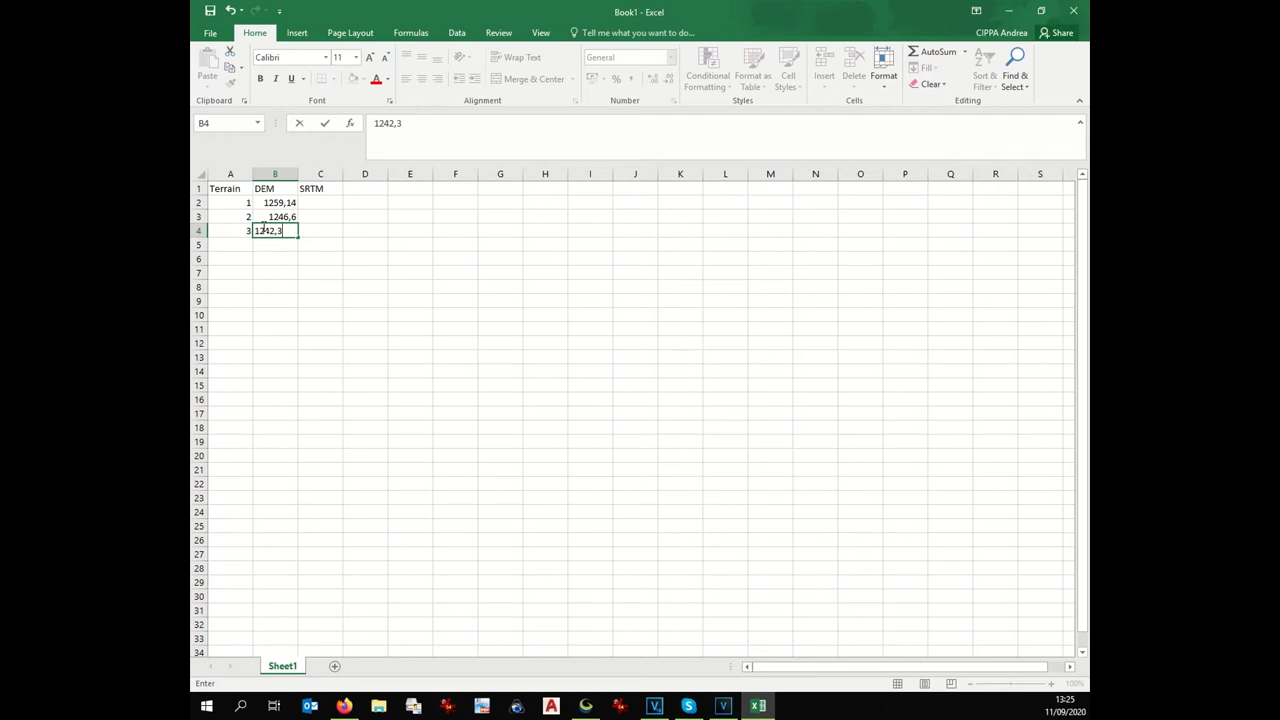 Book1 - Excel
File Home Insert Page Layout Formulas Data Review View Tell me what you want to do... CIPPA Andrea Share
Paste Calibri 11 A A Wrap Text General Conditional Formatting Format as Table Cell Styles Insert Delete Format AutoSum Fill Clear Sort & Filter Find & Select
B I U A Merge & Center %
Clipboard Font Alignment Number Styles Cells Editing
B4 fx 1242,3
A B C D E F G H I J K L M N O P Q R S
1 Terrain DEM SRTM
2 1 1259,14
3 2 1246,6
4 3 1242,3
5
6
7
8
9
10
11
12
13
14
15
16
17
18
19
20
21
22
23
24
25
26
27
28
29
30
31
32
33
34
Sheet1
Enter 100%
13:25
11/09/2020